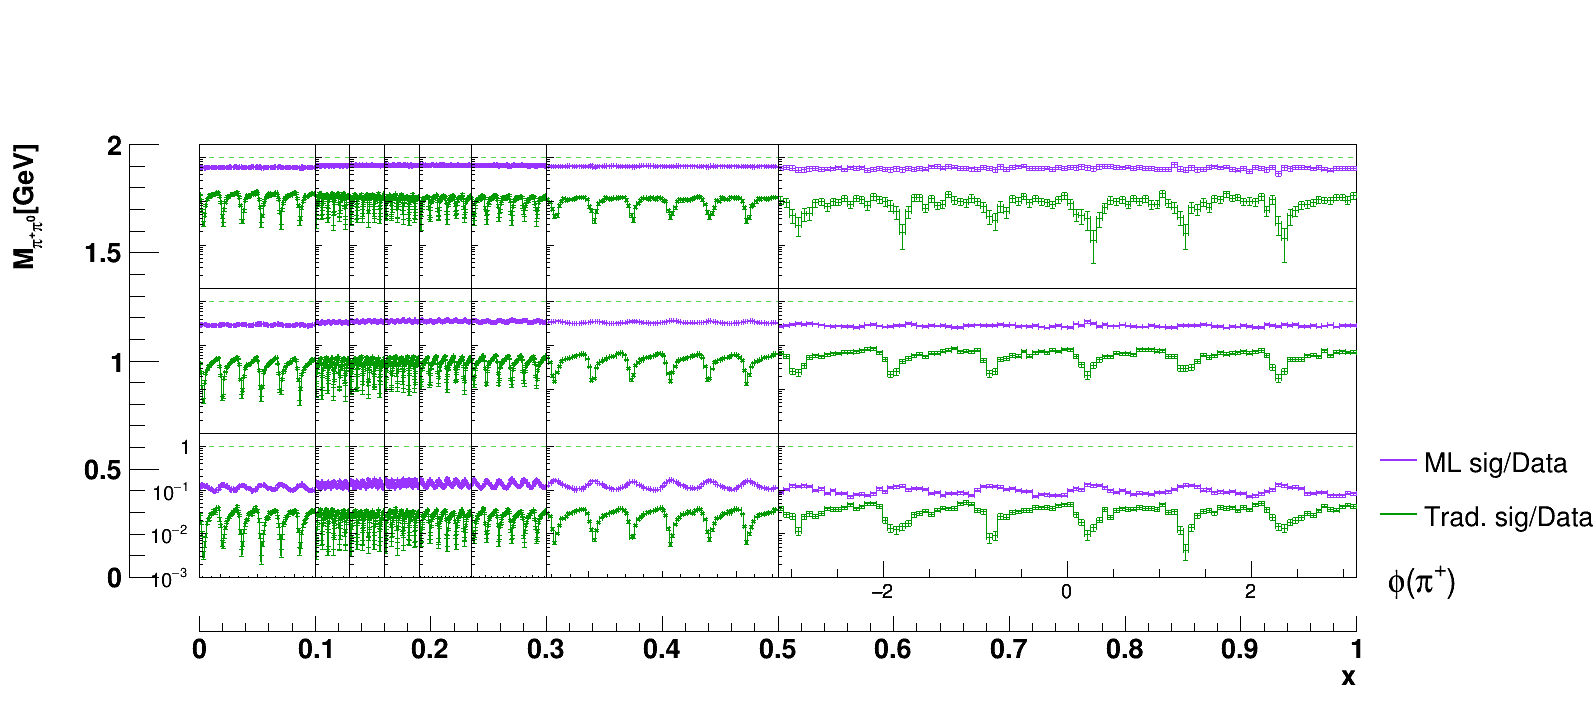 M_{π⁺π⁰}[GeV]
2
1.5
1
0.5
0
1
10⁻¹
10⁻²
10⁻³
−2 0 2
ϕ(π⁺)
0 0.1 0.2 0.3 0.4 0.5 0.6 0.7 0.8 0.9 1
x
ML sig/Data
Trad. sig/Data